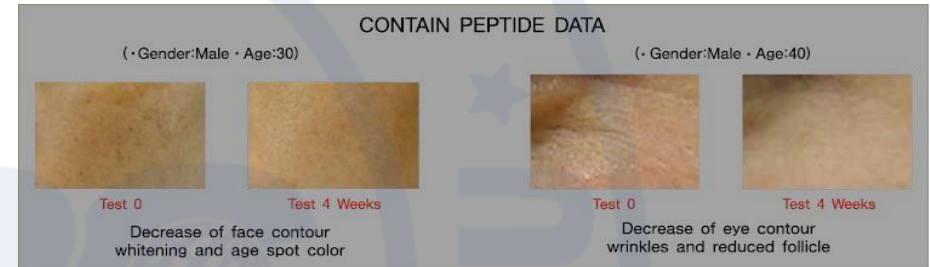 CONTAIN PEPTIDE DATA
(・Gender:Male・Age:30)
(・Gender:Male・Age:40)
Test 0
Test 4 Weeks
Test 0
Test 4 Weeks
Decrease of face contour
whitening and age spot color
Decrease of eye contour
wrinkles and reduced follicle